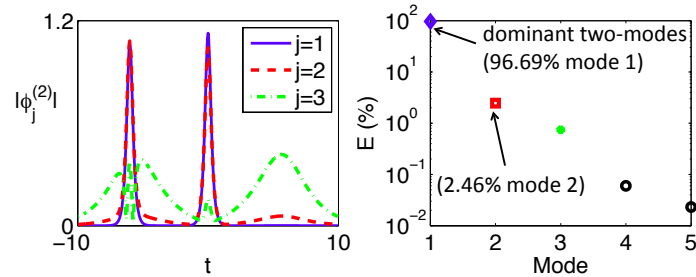 1.2
|ϕ_j^(2)|
0
−10
t
10
j=1
j=2
j=3
E (%)
10^2
10^1
10^0
10^−1
10^−2
dominant two-modes
(96.69% mode 1)
(2.46% mode 2)
1
2
3
4
5
Mode